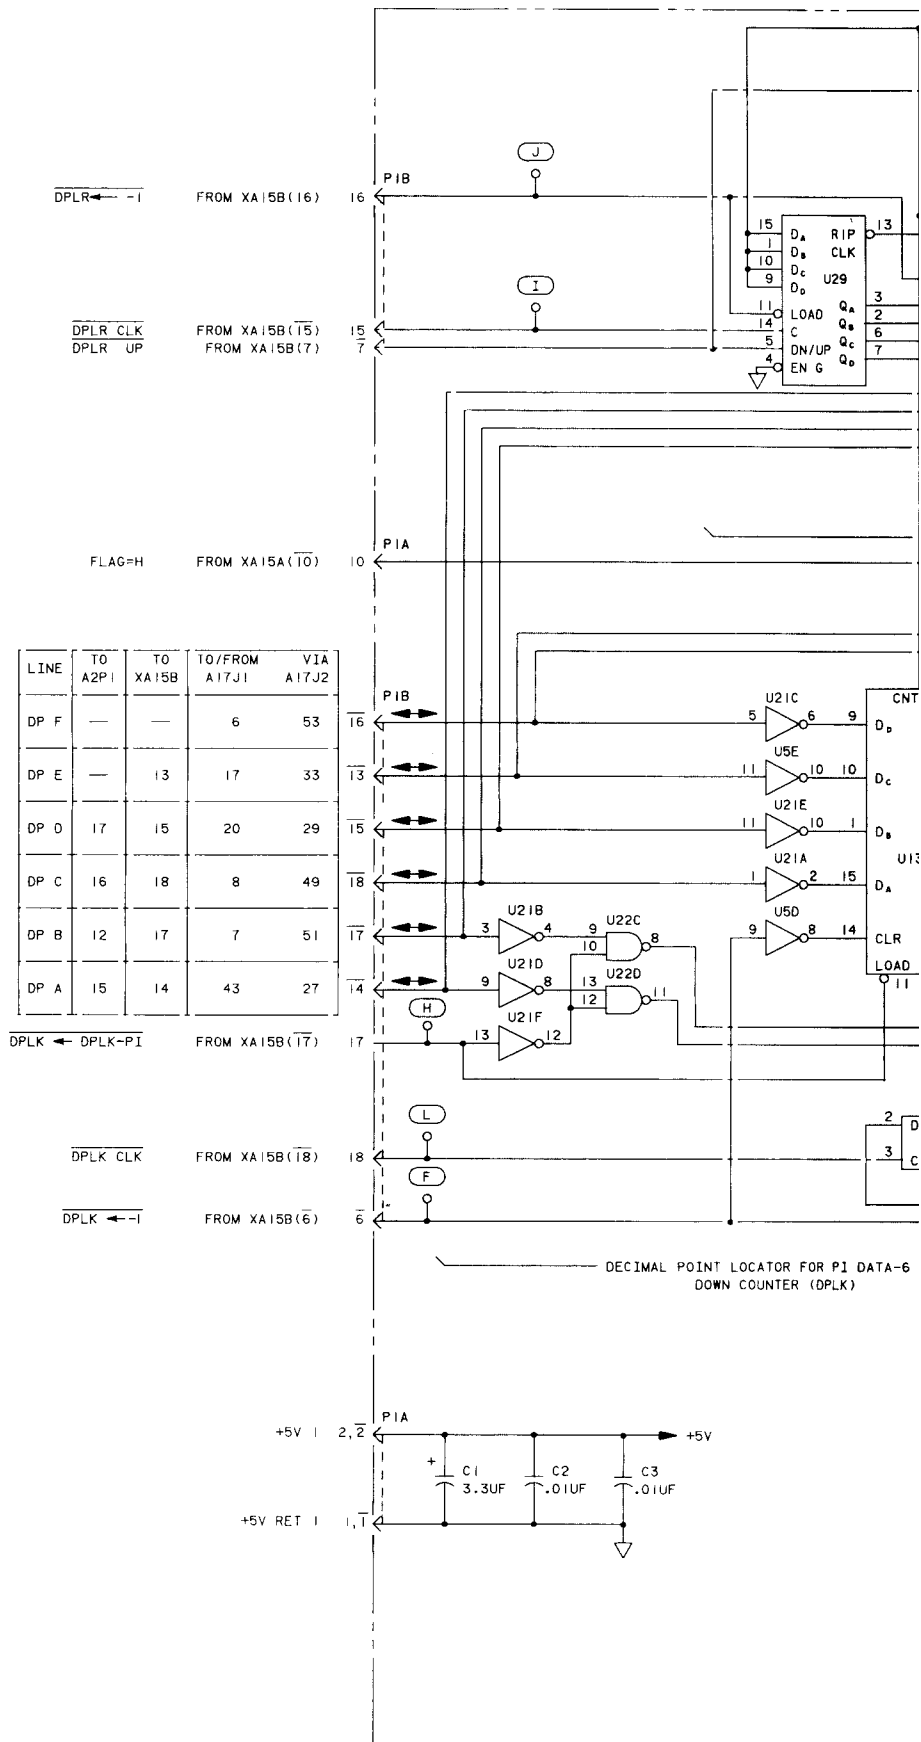 J
P1B
DPLR← -1 FROM XA15B(16) 16
15 DA RIP 13
1 DB CLK
10 DC U29
9 DD
I
11 LOAD QA 3
DPLR CLK FROM XA15B(15) 15 14 C QB 2
DPLR UP FROM XA15B(7) 7 5 DN/UP QC 6
4 EN G QD 7
P1A
FLAG=H FROM XA15A(10) 10
LINE TO A2P1 TO XA15B TO/FROM A17J1 VIA A17J2
P1B
DP F — — 6 53 16
DP E — 13 17 33 13
DP O 17 15 20 29 15
DP C 16 18 8 49 18
DP B 12 17 7 51 17
DP A 15 14 43 27 14
CNT
U21C
5 6 9 DD
U5E
11 10 10 DC
U21E
11 10 1 DB
U13
U21A
1 2 15 DA
U5D
9 8 14 CLR
LOAD
11
U21B U22C
3 4 9 8
10
U21D U22D
9 8 13 11
12
H
U21F
DPLK ← DPLK-PI FROM XA15B(17) 17 13 12
L
2 D
DPLK CLK FROM XA15B(18) 18 3 C
F
DPLK ←-1 FROM XA15B(6) 6
DECIMAL POINT LOCATOR FOR PI DATA-6
DOWN COUNTER (DPLK)
P1A
+5V 1 2,2 +5V
+ C1 C2 C3
3.3UF .01UF .01UF
+5V RET 1 1,1